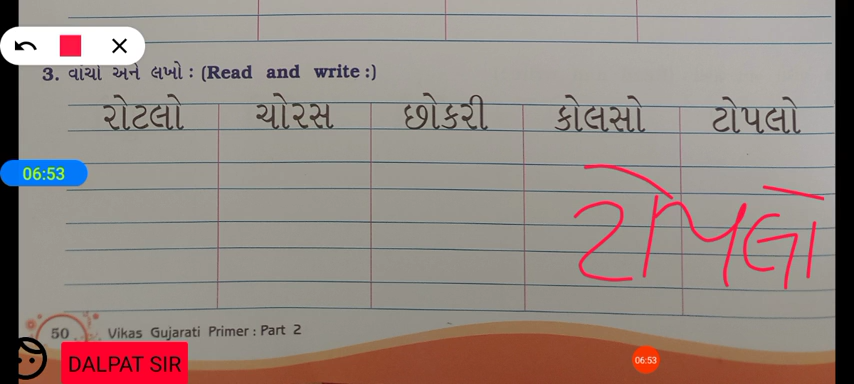 3. વાંચો અને લખો : (Read and write :)
રોટલો ચોરસ છોકરી કોલસો ટોપલો
06:53
ટોપલો
50 Vikas Gujarati Primer : Part 2
DALPAT SIR
06:53